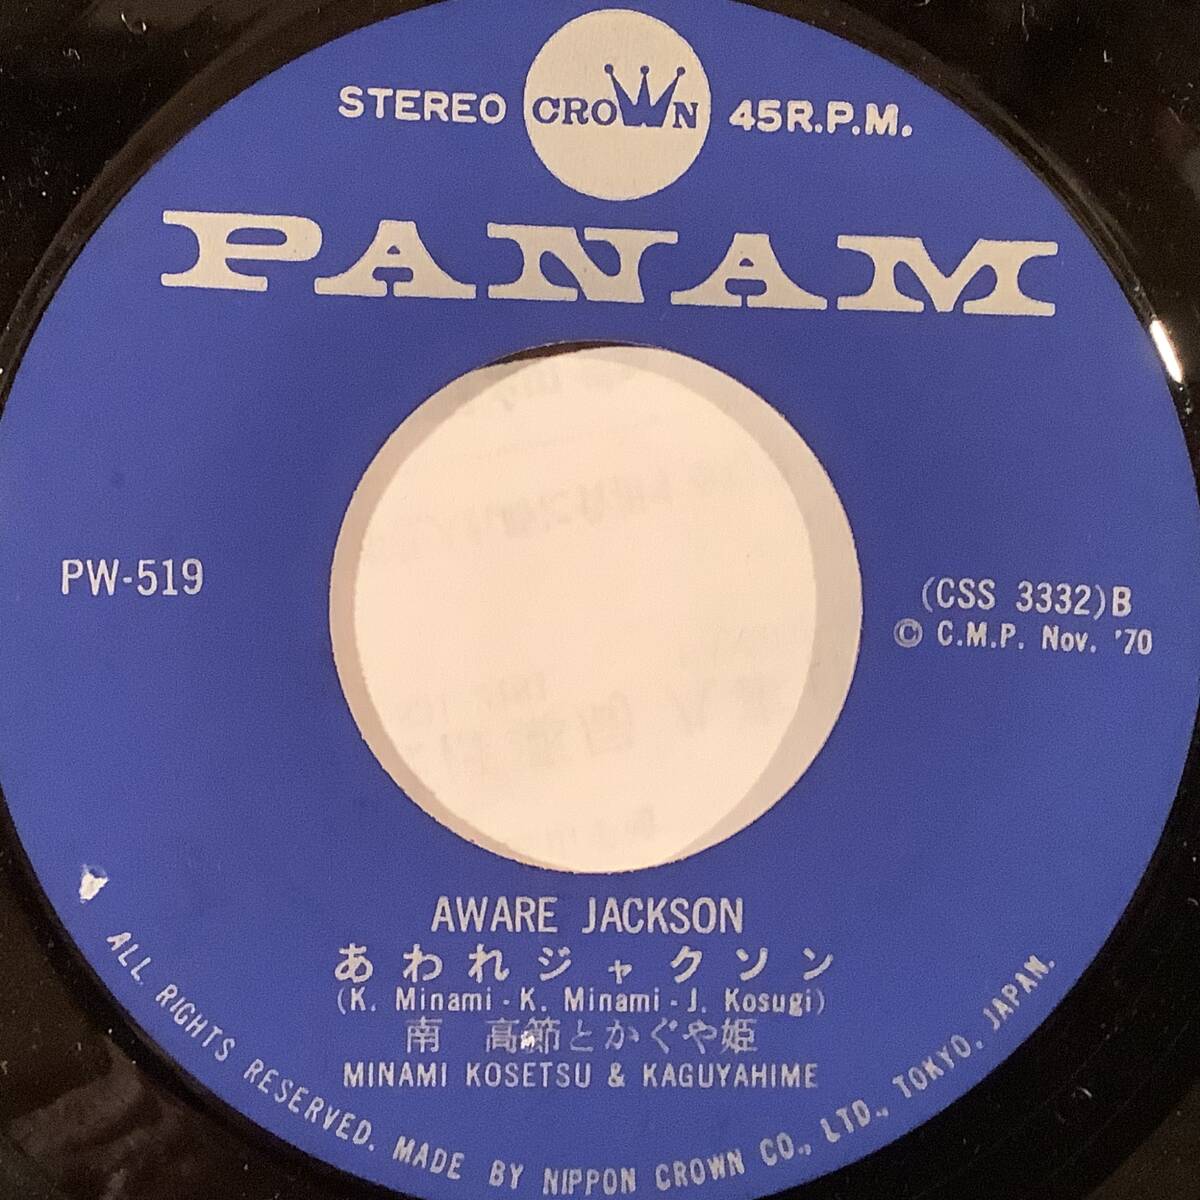 STEREO CROWN 45R.P.M.
PANAM
PW-519
(CSS 3332)B
© C.M.P. Nov. '70
AWARE JACKSON
あわれジャクソン
(K. Minami - K. Minami - J. Kosugi)
南 高節とかぐや姫
MINAMI KOSETSU & KAGUYAHIME
ALL RIGHTS RESERVED. MADE BY NIPPON CROWN CO., LTD., TOKYO, JAPAN.